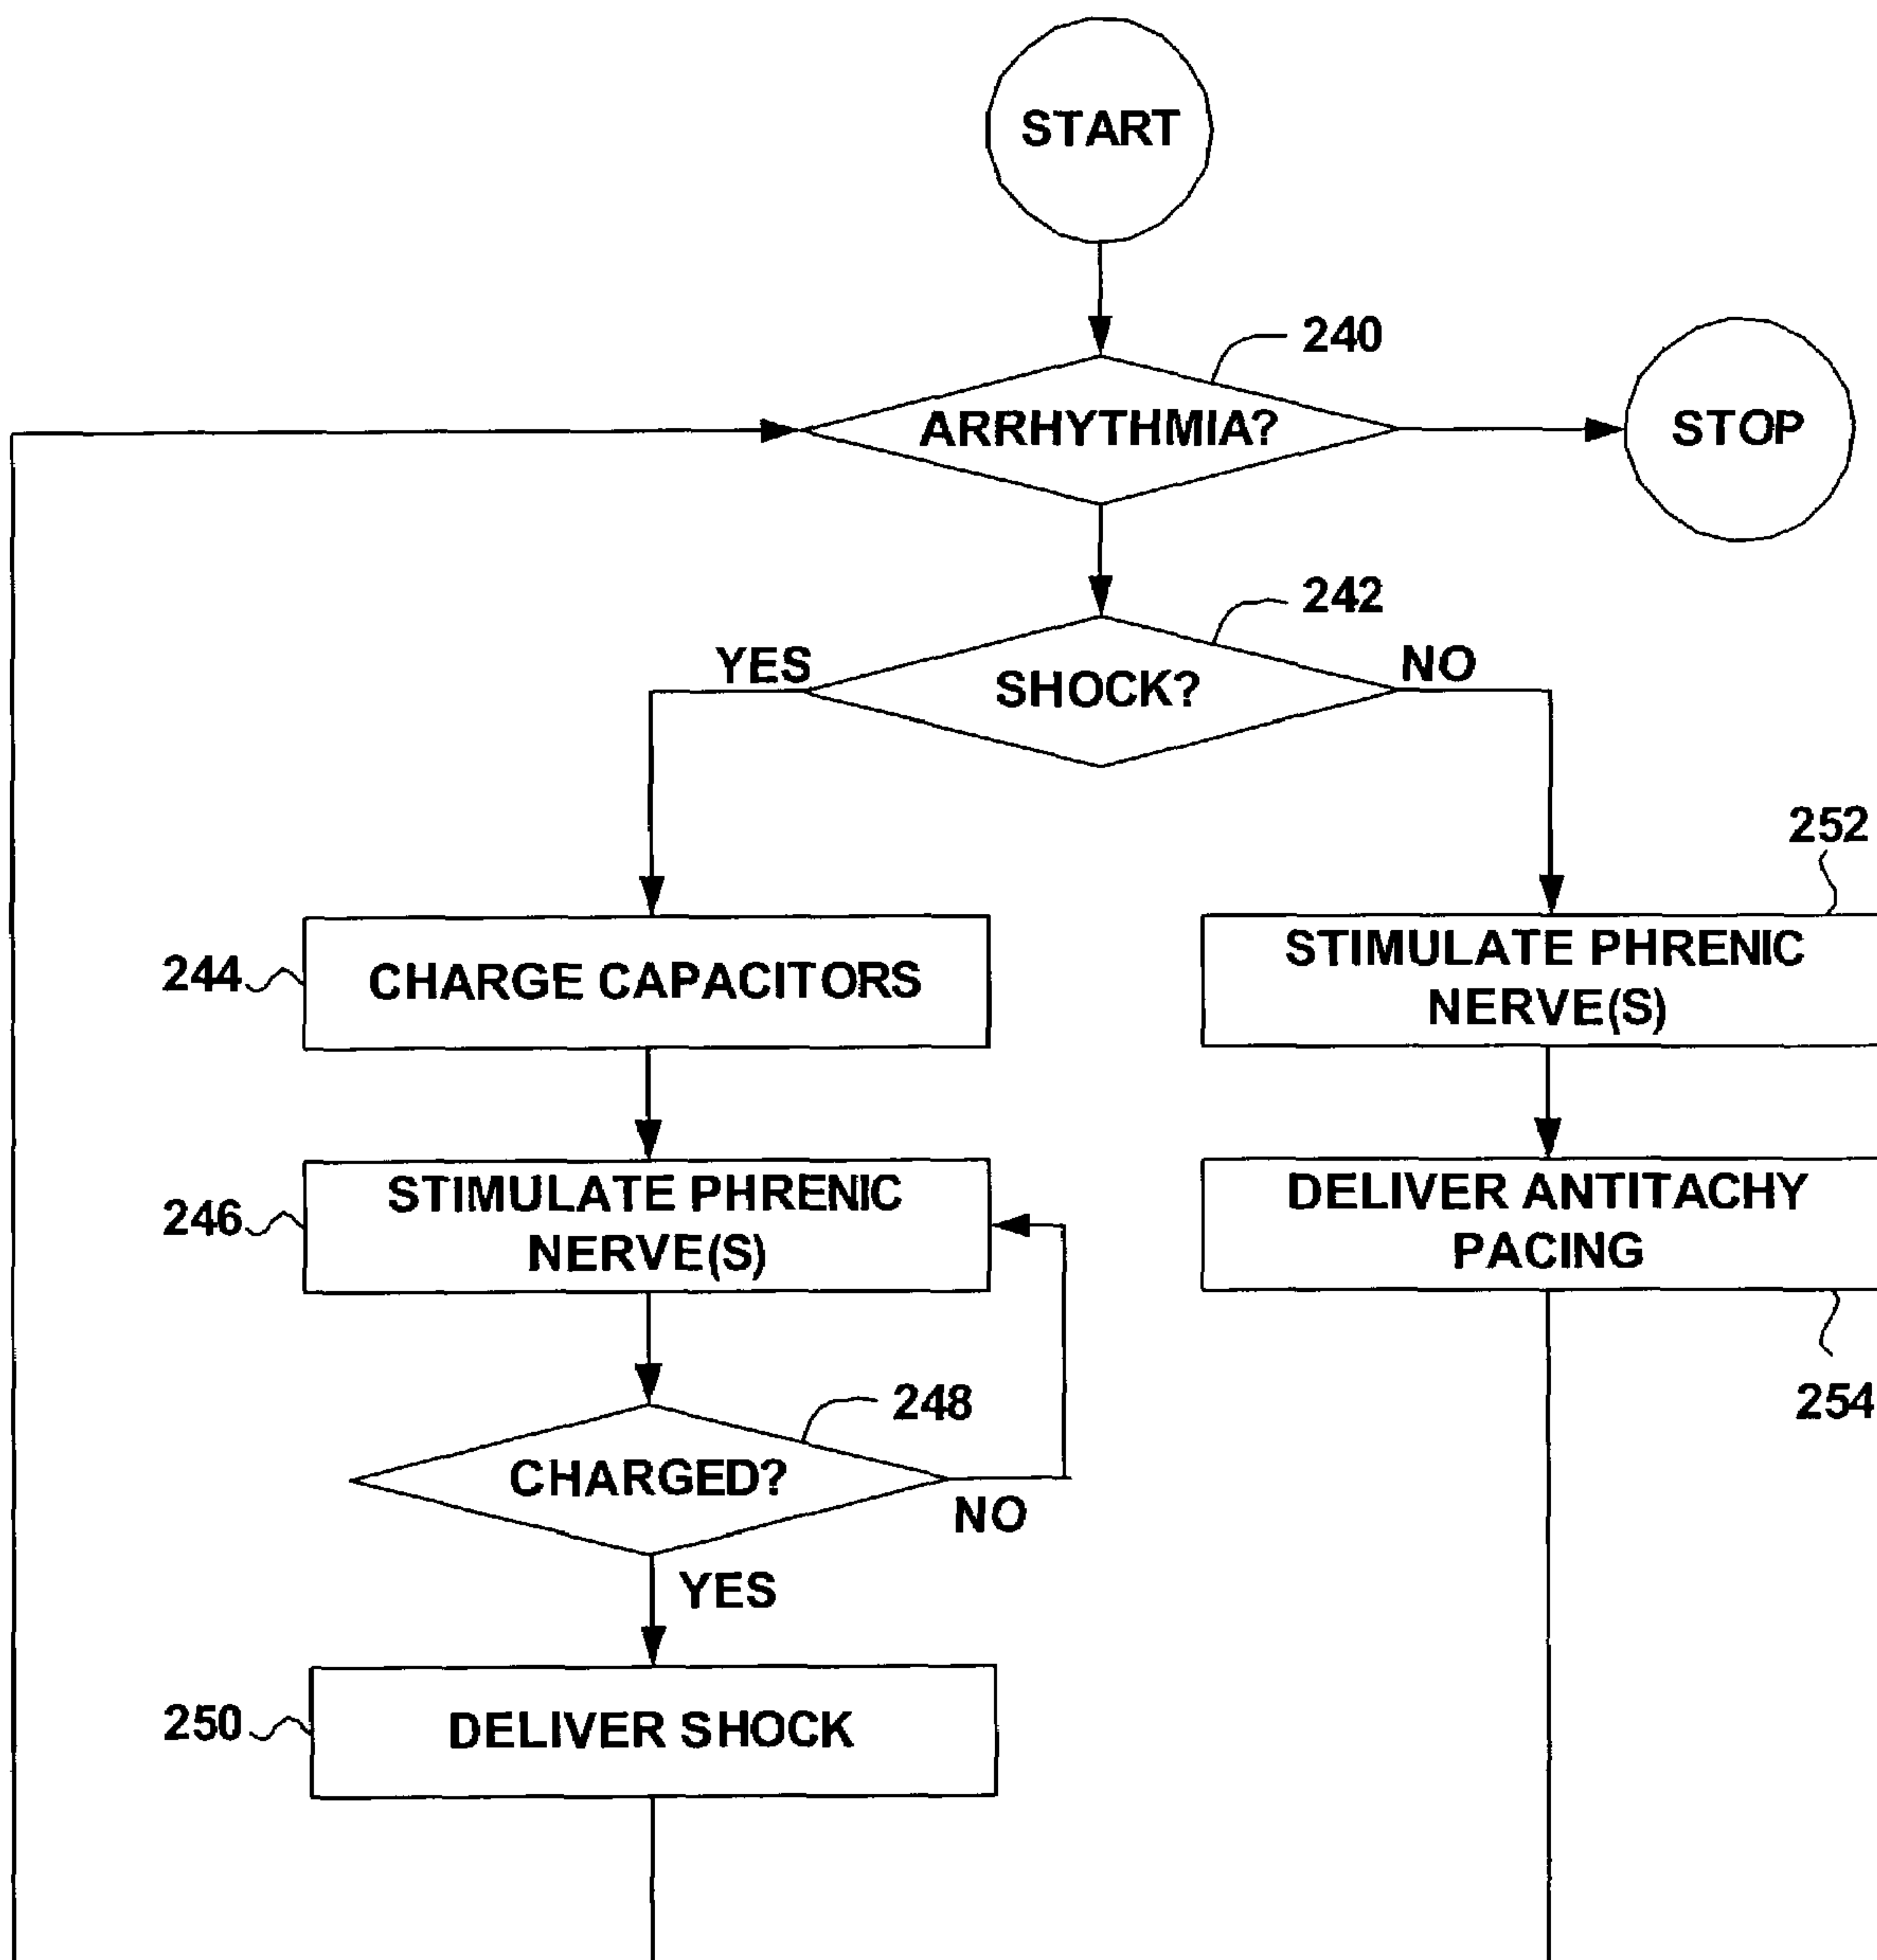 START
240
ARRHYTHMIA?
STOP
242
YES
SHOCK?
NO
252
244
CHARGE CAPACITORS
STIMULATE PHRENIC
NERVE(S)
246
STIMULATE PHRENIC
NERVE(S)
DELIVER ANTITACHY
PACING
248
254
CHARGED?
NO
YES
250
DELIVER SHOCK